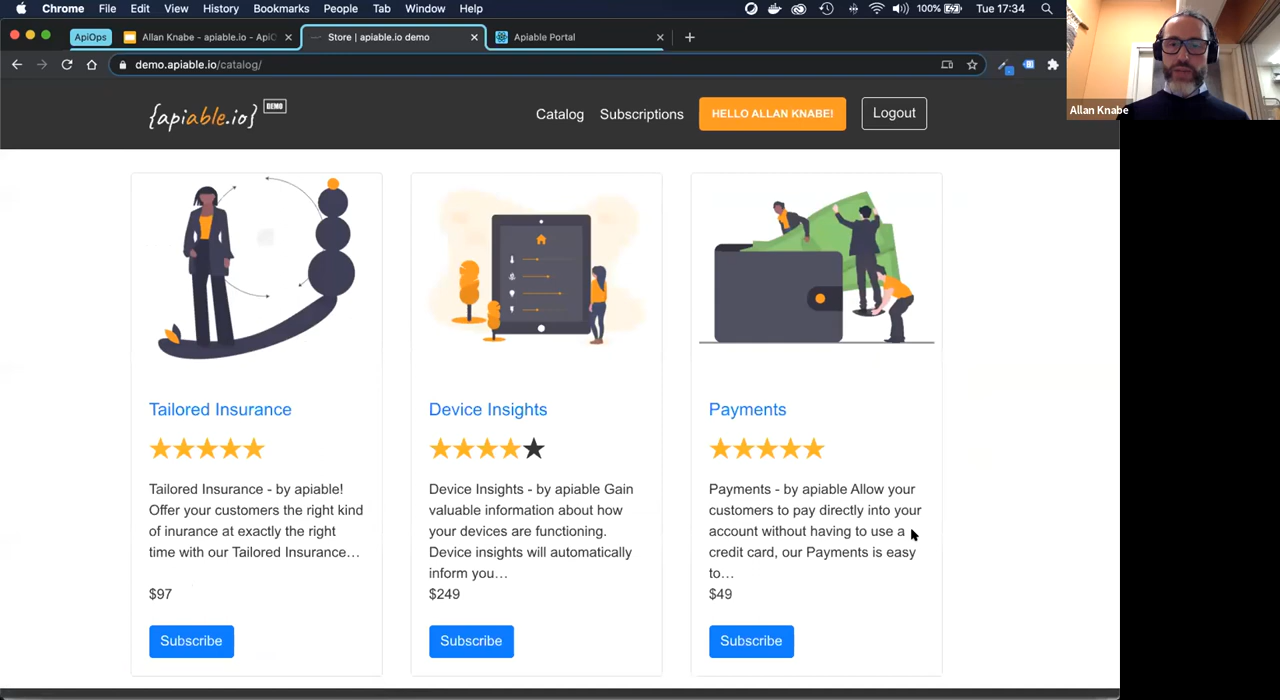 Chrome File Edit View History Bookmarks People Tab Window Help 100% Tue 17:34
ApiOps Allan Knabe - apiable.io - ApiO Store | apiable.io demo Apiable Portal
demo.apiable.io/catalog/
Allan Knabe
{apiable.io} DEMO Catalog Subscriptions HELLO ALLAN KNABE! Logout
Tailored Insurance
Tailored Insurance - by apiable!
Offer your customers the right kind
of inurance at exactly the right
time with our Tailored Insurance…
$97
Subscribe
Device Insights
Device Insights - by apiable Gain
valuable information about how
your devices are functioning.
Device insights will automatically
inform you…
$249
Subscribe
Payments
Payments - by apiable Allow your
customers to pay directly into your
account without having to use a
credit card, our Payments is easy
to…
$49
Subscribe